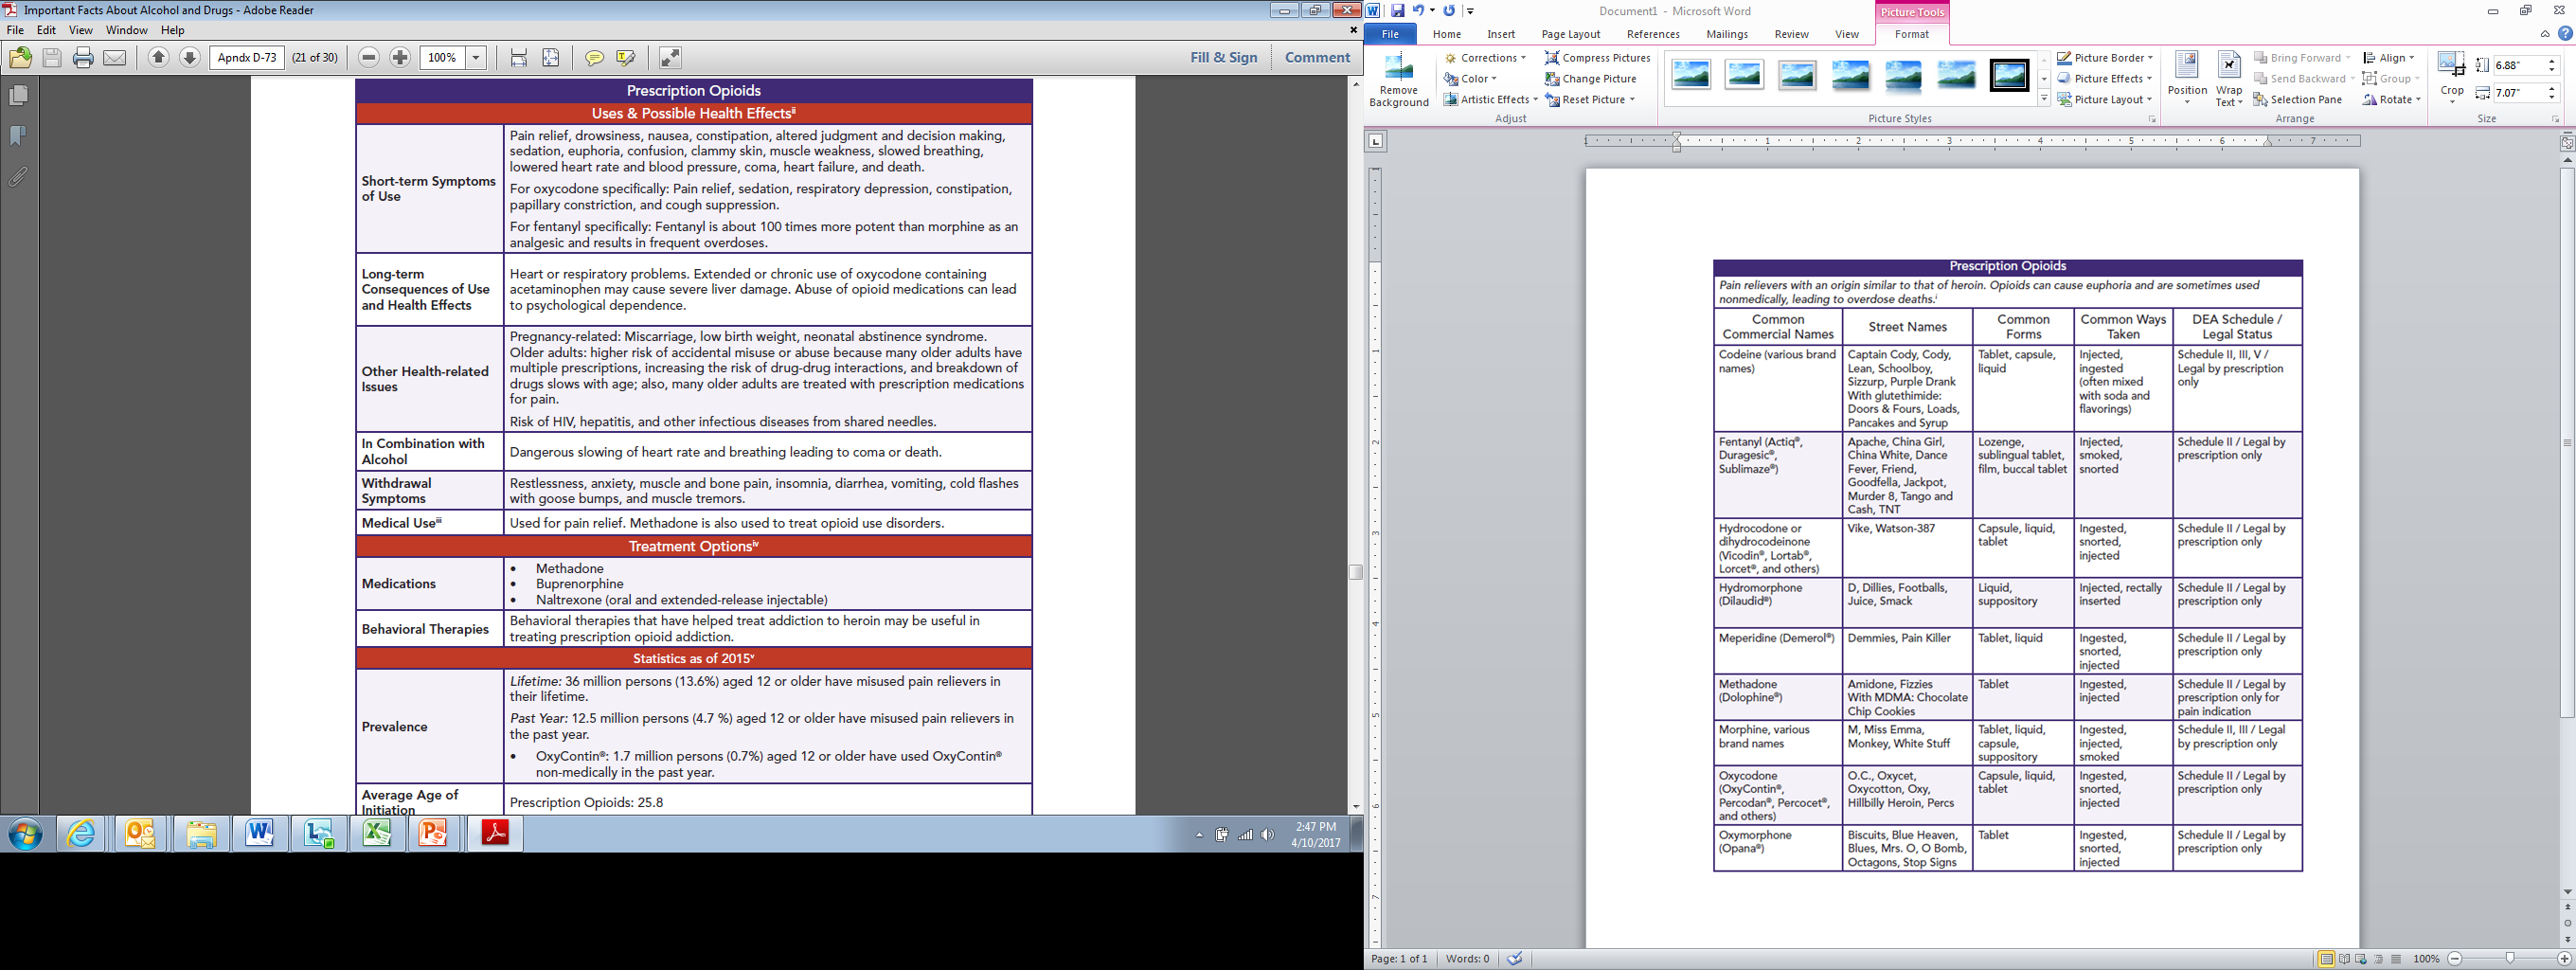 Important Facts About Alcohol and Drugs - Adobe Reader
File Edit View Window Help
Apndx D-73 (21 of 30) 100% Fill & Sign Comment
Prescription Opioids
Uses & Possible Health Effectsii
Short-term Symptoms
of Use
Pain relief, drowsiness, nausea, constipation, altered judgment and decision making,
sedation, euphoria, confusion, clammy skin, muscle weakness, slowed breathing,
lowered heart rate and blood pressure, coma, heart failure, and death.
For oxycodone specifically: Pain relief, sedation, respiratory depression, constipation,
papillary constriction, and cough suppression.
For fentanyl specifically: Fentanyl is about 100 times more potent than morphine as an
analgesic and results in frequent overdoses.
Long-term
Consequences of Use
and Health Effects
Heart or respiratory problems. Extended or chronic use of oxycodone containing
acetaminophen may cause severe liver damage. Abuse of opioid medications can lead
to psychological dependence.
Other Health-related
Issues
Pregnancy-related: Miscarriage, low birth weight, neonatal abstinence syndrome.
Older adults: higher risk of accidental misuse or abuse because many older adults have
multiple prescriptions, increasing the risk of drug-drug interactions, and breakdown of
drugs slows with age; also, many older adults are treated with prescription medications
for pain.
Risk of HIV, hepatitis, and other infectious diseases from shared needles.
In Combination with
Alcohol
Dangerous slowing of heart rate and breathing leading to coma or death.
Withdrawal
Symptoms
Restlessness, anxiety, muscle and bone pain, insomnia, diarrhea, vomiting, cold flashes
with goose bumps, and muscle tremors.
Medical Useiii
Used for pain relief. Methadone is also used to treat opioid use disorders.
Treatment Optionsiv
Medications
• Methadone
• Buprenorphine
• Naltrexone (oral and extended-release injectable)
Behavioral Therapies
Behavioral therapies that have helped treat addiction to heroin may be useful in
treating prescription opioid addiction.
Statistics as of 2015v
Prevalence
Lifetime: 36 million persons (13.6%) aged 12 or older have misused pain relievers in
their lifetime.
Past Year: 12.5 million persons (4.7 %) aged 12 or older have misused pain relievers in
the past year.
• OxyContin®: 1.7 million persons (0.7%) aged 12 or older have used OxyContin®
non-medically in the past year.
Average Age of
Initiation
Prescription Opioids: 25.8
2:47 PM
4/10/2017
Document1 - Microsoft Word
Picture Tools
File Home Insert Page Layout References Mailings Review View Format
Remove
Background
Corrections
Color
Artistic Effects
Compress Pictures
Change Picture
Reset Picture
Adjust
Picture Styles
Picture Border
Picture Effects
Picture Layout
Position
Wrap
Text
Bring Forward
Send Backward
Selection Pane
Align
Group
Rotate
Arrange
Crop
6.88"
7.07"
Size
1 1 2 3 4 5 6 7
Prescription Opioids
Pain relievers with an origin similar to that of heroin. Opioids can cause euphoria and are sometimes used
nonmedically, leading to overdose deaths.i
Common
Commercial Names
Street Names
Common
Forms
Common Ways
Taken
DEA Schedule /
Legal Status
Codeine (various brand
names)
Captain Cody, Cody,
Lean, Schoolboy,
Sizzurp, Purple Drank
With glutethimide:
Doors & Fours, Loads,
Pancakes and Syrup
Tablet, capsule,
liquid
Injected,
ingested
(often mixed
with soda and
flavorings)
Schedule II, III, V /
Legal by prescription
only
Fentanyl (Actiq®,
Duragesic®,
Sublimaze®)
Apache, China Girl,
China White, Dance
Fever, Friend,
Goodfella, Jackpot,
Murder 8, Tango and
Cash, TNT
Lozenge,
sublingual tablet,
film, buccal tablet
Injected,
smoked,
snorted
Schedule II / Legal by
prescription only
Hydrocodone or
dihydrocodeinone
(Vicodin®, Lortab®,
Lorcet®, and others)
Vike, Watson-387
Capsule, liquid,
tablet
Ingested,
snorted,
injected
Schedule II / Legal by
prescription only
Hydromorphone
(Dilaudid®)
D, Dillies, Footballs,
Juice, Smack
Liquid,
suppository
Injected, rectally
inserted
Schedule II / Legal by
prescription only
Meperidine (Demerol®)
Demmies, Pain Killer
Tablet, liquid
Ingested,
snorted,
injected
Schedule II / Legal by
prescription only
Methadone
(Dolophine®)
Amidone, Fizzies
With MDMA: Chocolate
Chip Cookies
Tablet
Ingested,
injected
Schedule II / Legal by
prescription only for
pain indication
Morphine, various
brand names
M, Miss Emma,
Monkey, White Stuff
Tablet, liquid,
capsule,
suppository
Ingested,
injected,
smoked
Schedule II, III / Legal
by prescription only
Oxycodone
(OxyContin®,
Percodan®, Percocet®,
and others)
O.C., Oxycet,
Oxycotton, Oxy,
Hillbilly Heroin, Percs
Capsule, liquid,
tablet
Ingested,
snorted,
injected
Schedule II / Legal by
prescription only
Oxymorphone
(Opana®)
Biscuits, Blue Heaven,
Blues, Mrs. O, O Bomb,
Octagons, Stop Signs
Tablet
Ingested,
snorted,
injected
Schedule II / Legal by
prescription only
Page: 1 of 1 Words: 0 100%